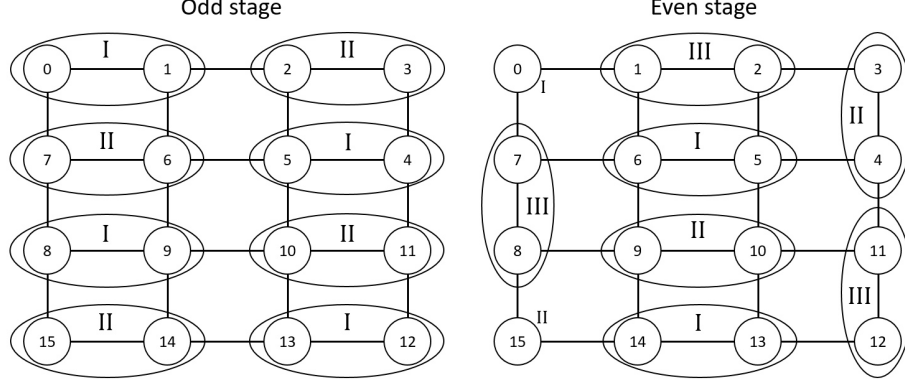 Odd stage
I II
0 1 2 3
II I
7 6 5 4
I II
8 9 10 11
II I
15 14 13 12
Even stage
III
0 1 2 3
I
II
I
7 6 5 4
III
II
8 9 10 11
III
II I
15 14 13 12